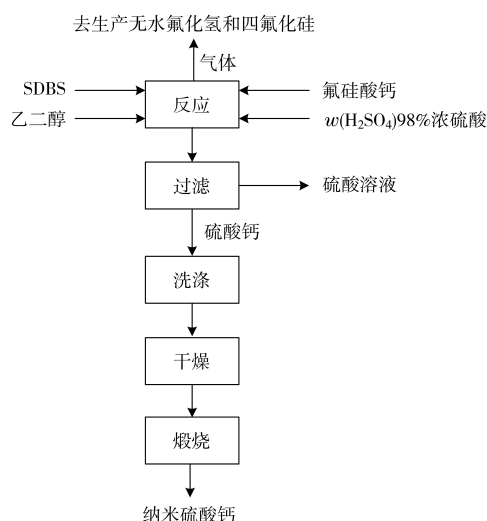 去生产无水氟化氢和四氟化硅
气体
SDBS
氟硅酸钙
反应
乙二醇
w(H₂SO₄)98%浓硫酸
过滤
硫酸溶液
硫酸钙
洗涤
干燥
煅烧
纳米硫酸钙